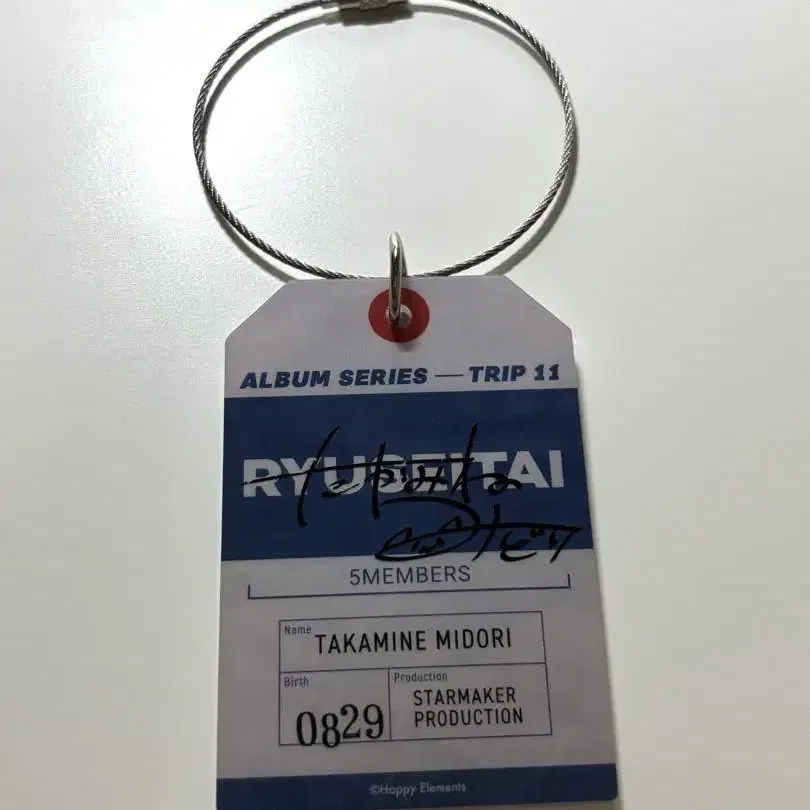 ALBUM SERIES — TRIP 11
RYUSEITAI
5MEMBERS
Name
TAKAMINE MIDORI
Birth
0829
Production
STARMAKER
PRODUCTION
©Happy Elements